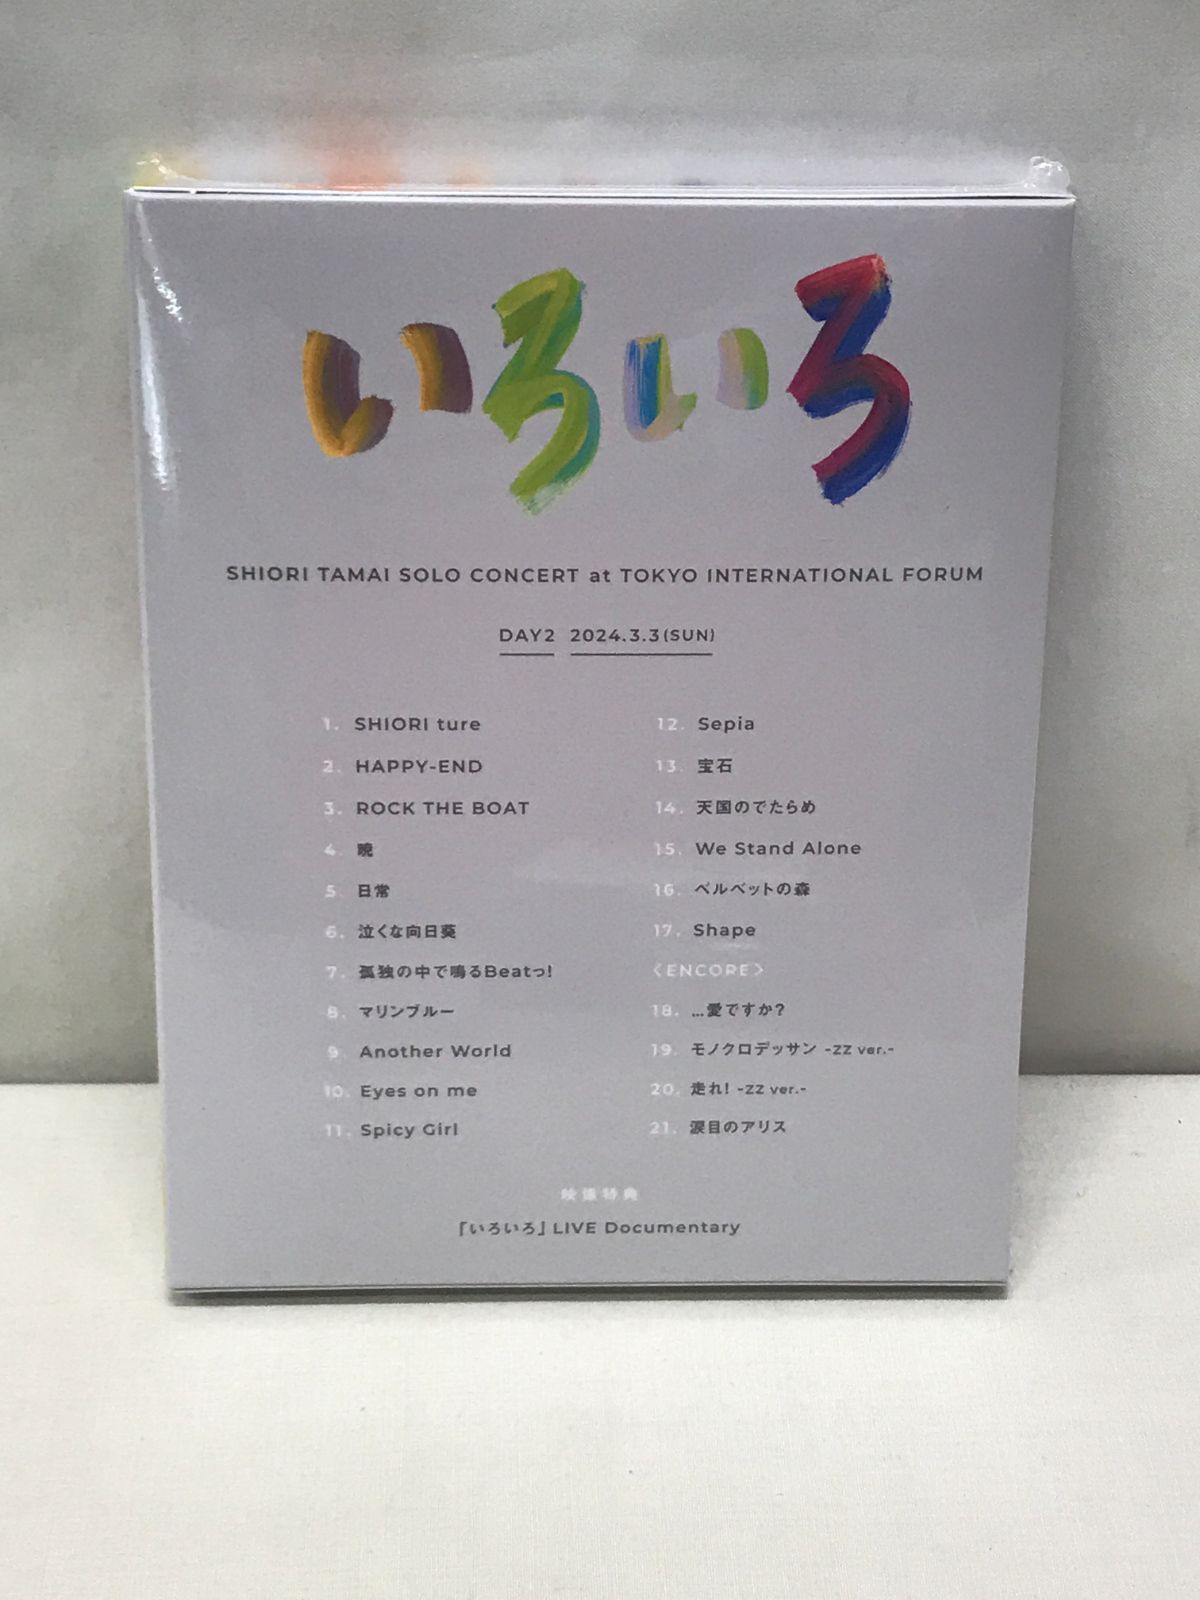 いろいろ
SHIORI TAMAI SOLO CONCERT at TOKYO INTERNATIONAL FORUM
DAY2 2024.3.3(SUN)
1. SHIORI ture
2. HAPPY-END
3. ROCK THE BOAT
4. 暁
5. 日常
6. 泣くな向日葵
7. 孤独の中で鳴るBeatっ!
8. マリンブルー
9. Another World
10. Eyes on me
11. Spicy Girl
12. Sepia
13. 宝石
14. 天国のでたらめ
15. We Stand Alone
16. ベルベットの森
17. Shape
〈ENCORE〉
18. …愛ですか?
19. モノクロデッサン -ZZ ver.-
20. 走れ! -ZZ ver.-
21. 涙目のアリス
映像特典
「いろいろ」LIVE Documentary